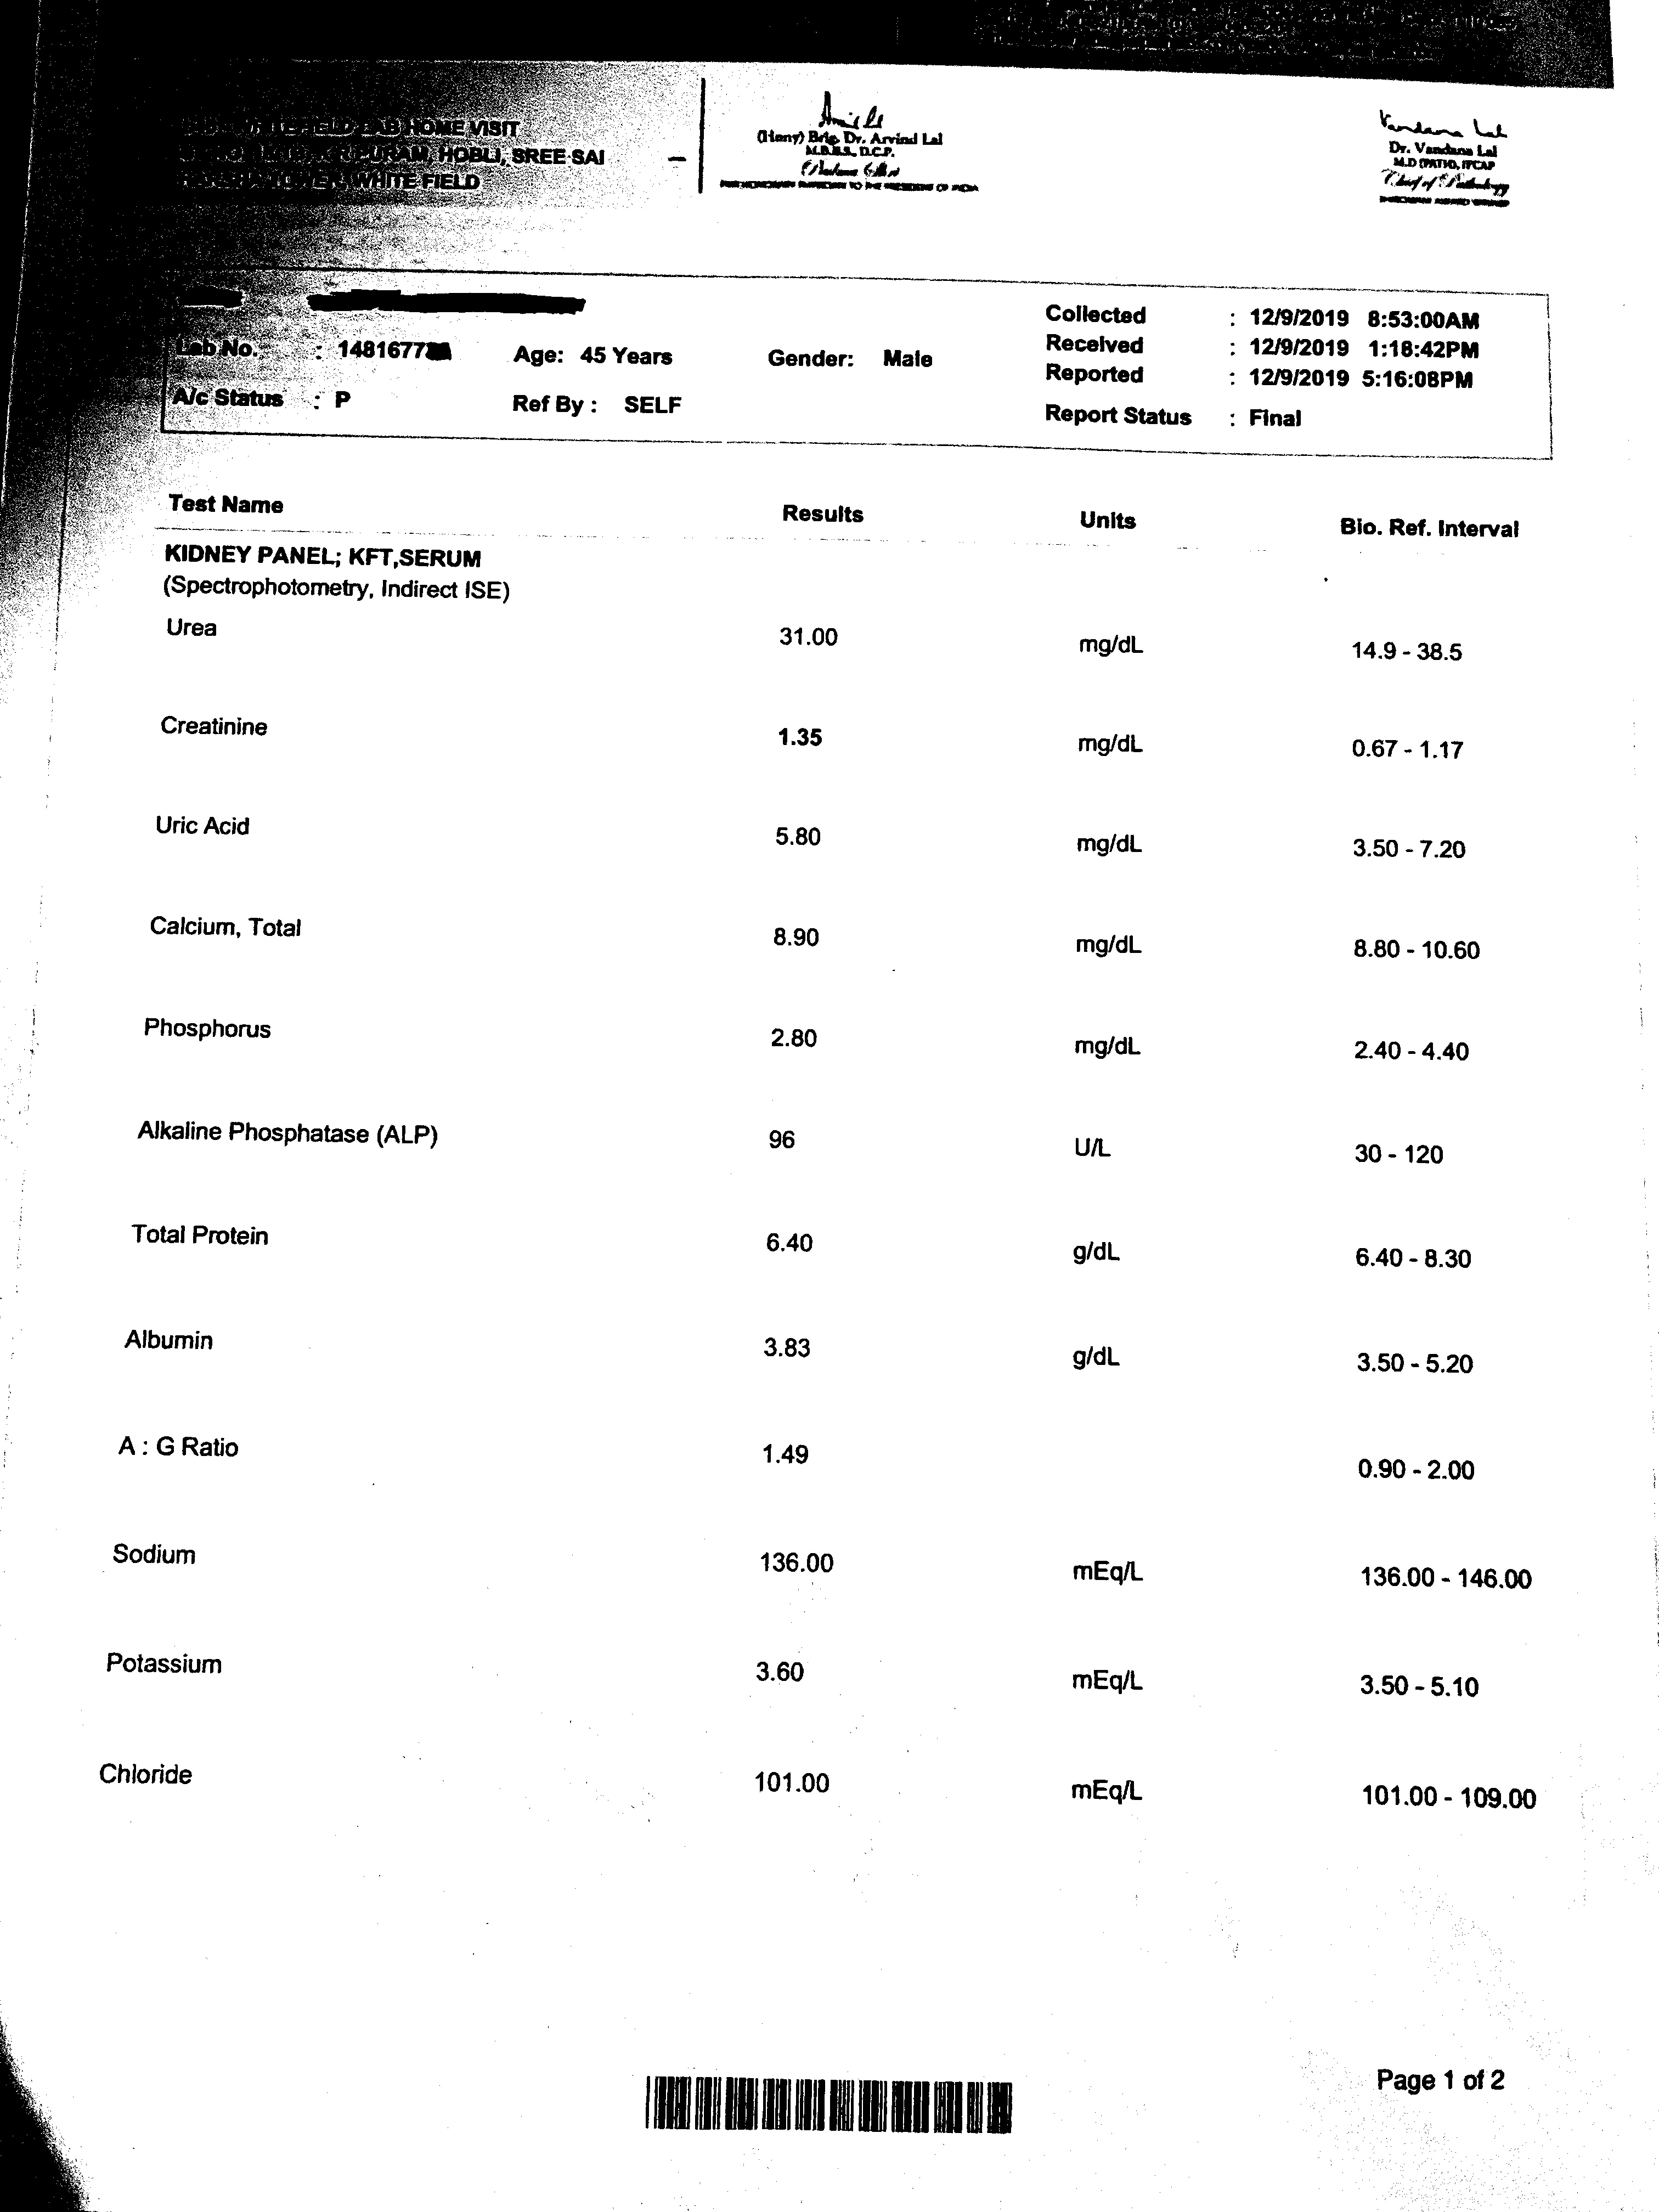 HOME VISIT
HOBLI, SREE SAI
WHITE FIELD
(Hony) Brig. Dr. Arvind Lal
M.B.B.S., D.C.P.
Dr. Vandana Lal
Chief of Pathology
Lab No. : 1481677
Age: 45 Years
Gender: Male
A/c Status : P
Ref By : SELF
Collected : 12/9/2019 8:53:00AM
Received : 12/9/2019 1:18:42PM
Reported : 12/9/2019 5:16:08PM
Report Status : Final
Test Name Results Units Bio. Ref. Interval
KIDNEY PANEL; KFT,SERUM
(Spectrophotometry, Indirect ISE)
Urea 31.00 mg/dL 14.9 - 38.5
Creatinine 1.35 mg/dL 0.67 - 1.17
Uric Acid 5.80 mg/dL 3.50 - 7.20
Calcium, Total 8.90 mg/dL 8.80 - 10.60
Phosphorus 2.80 mg/dL 2.40 - 4.40
Alkaline Phosphatase (ALP) 96 U/L 30 - 120
Total Protein 6.40 g/dL 6.40 - 8.30
Albumin 3.83 g/dL 3.50 - 5.20
A : G Ratio 1.49 0.90 - 2.00
Sodium 136.00 mEq/L 136.00 - 146.00
Potassium 3.60 mEq/L 3.50 - 5.10
Chloride 101.00 mEq/L 101.00 - 109.00
Page 1 of 2